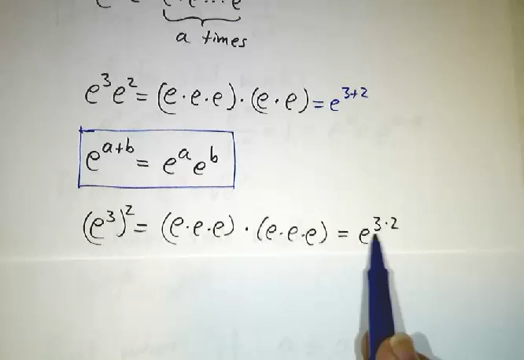 a times
e³e² = (e·e·e)·(e·e) = e³⁺²
eᵃ⁺ᵇ = eᵃeᵇ
(e³)² = (e·e·e)·(e·e·e) = e³·²